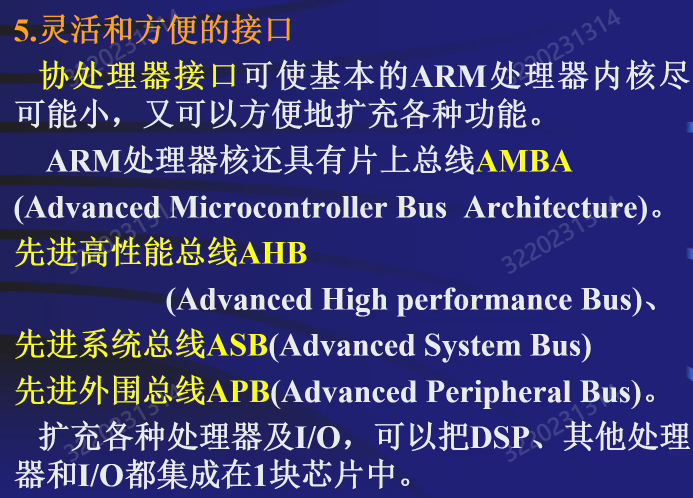 5.灵活和方便的接口
协处理器接口可使基本的ARM处理器内核尽
可能小，又可以方便地扩充各种功能。
ARM处理器核还具有片上总线AMBA
(Advanced Microcontroller Bus Architecture)。
先进高性能总线AHB
(Advanced High performance Bus)、
先进系统总线ASB(Advanced System Bus)
先进外围总线APB(Advanced Peripheral Bus)。
扩充各种处理器及I/O，可以把DSP、其他处理
器和I/O都集成在1块芯片中。
3220231314
3220231314
3220231314
3220231314
3220231314
3220231314